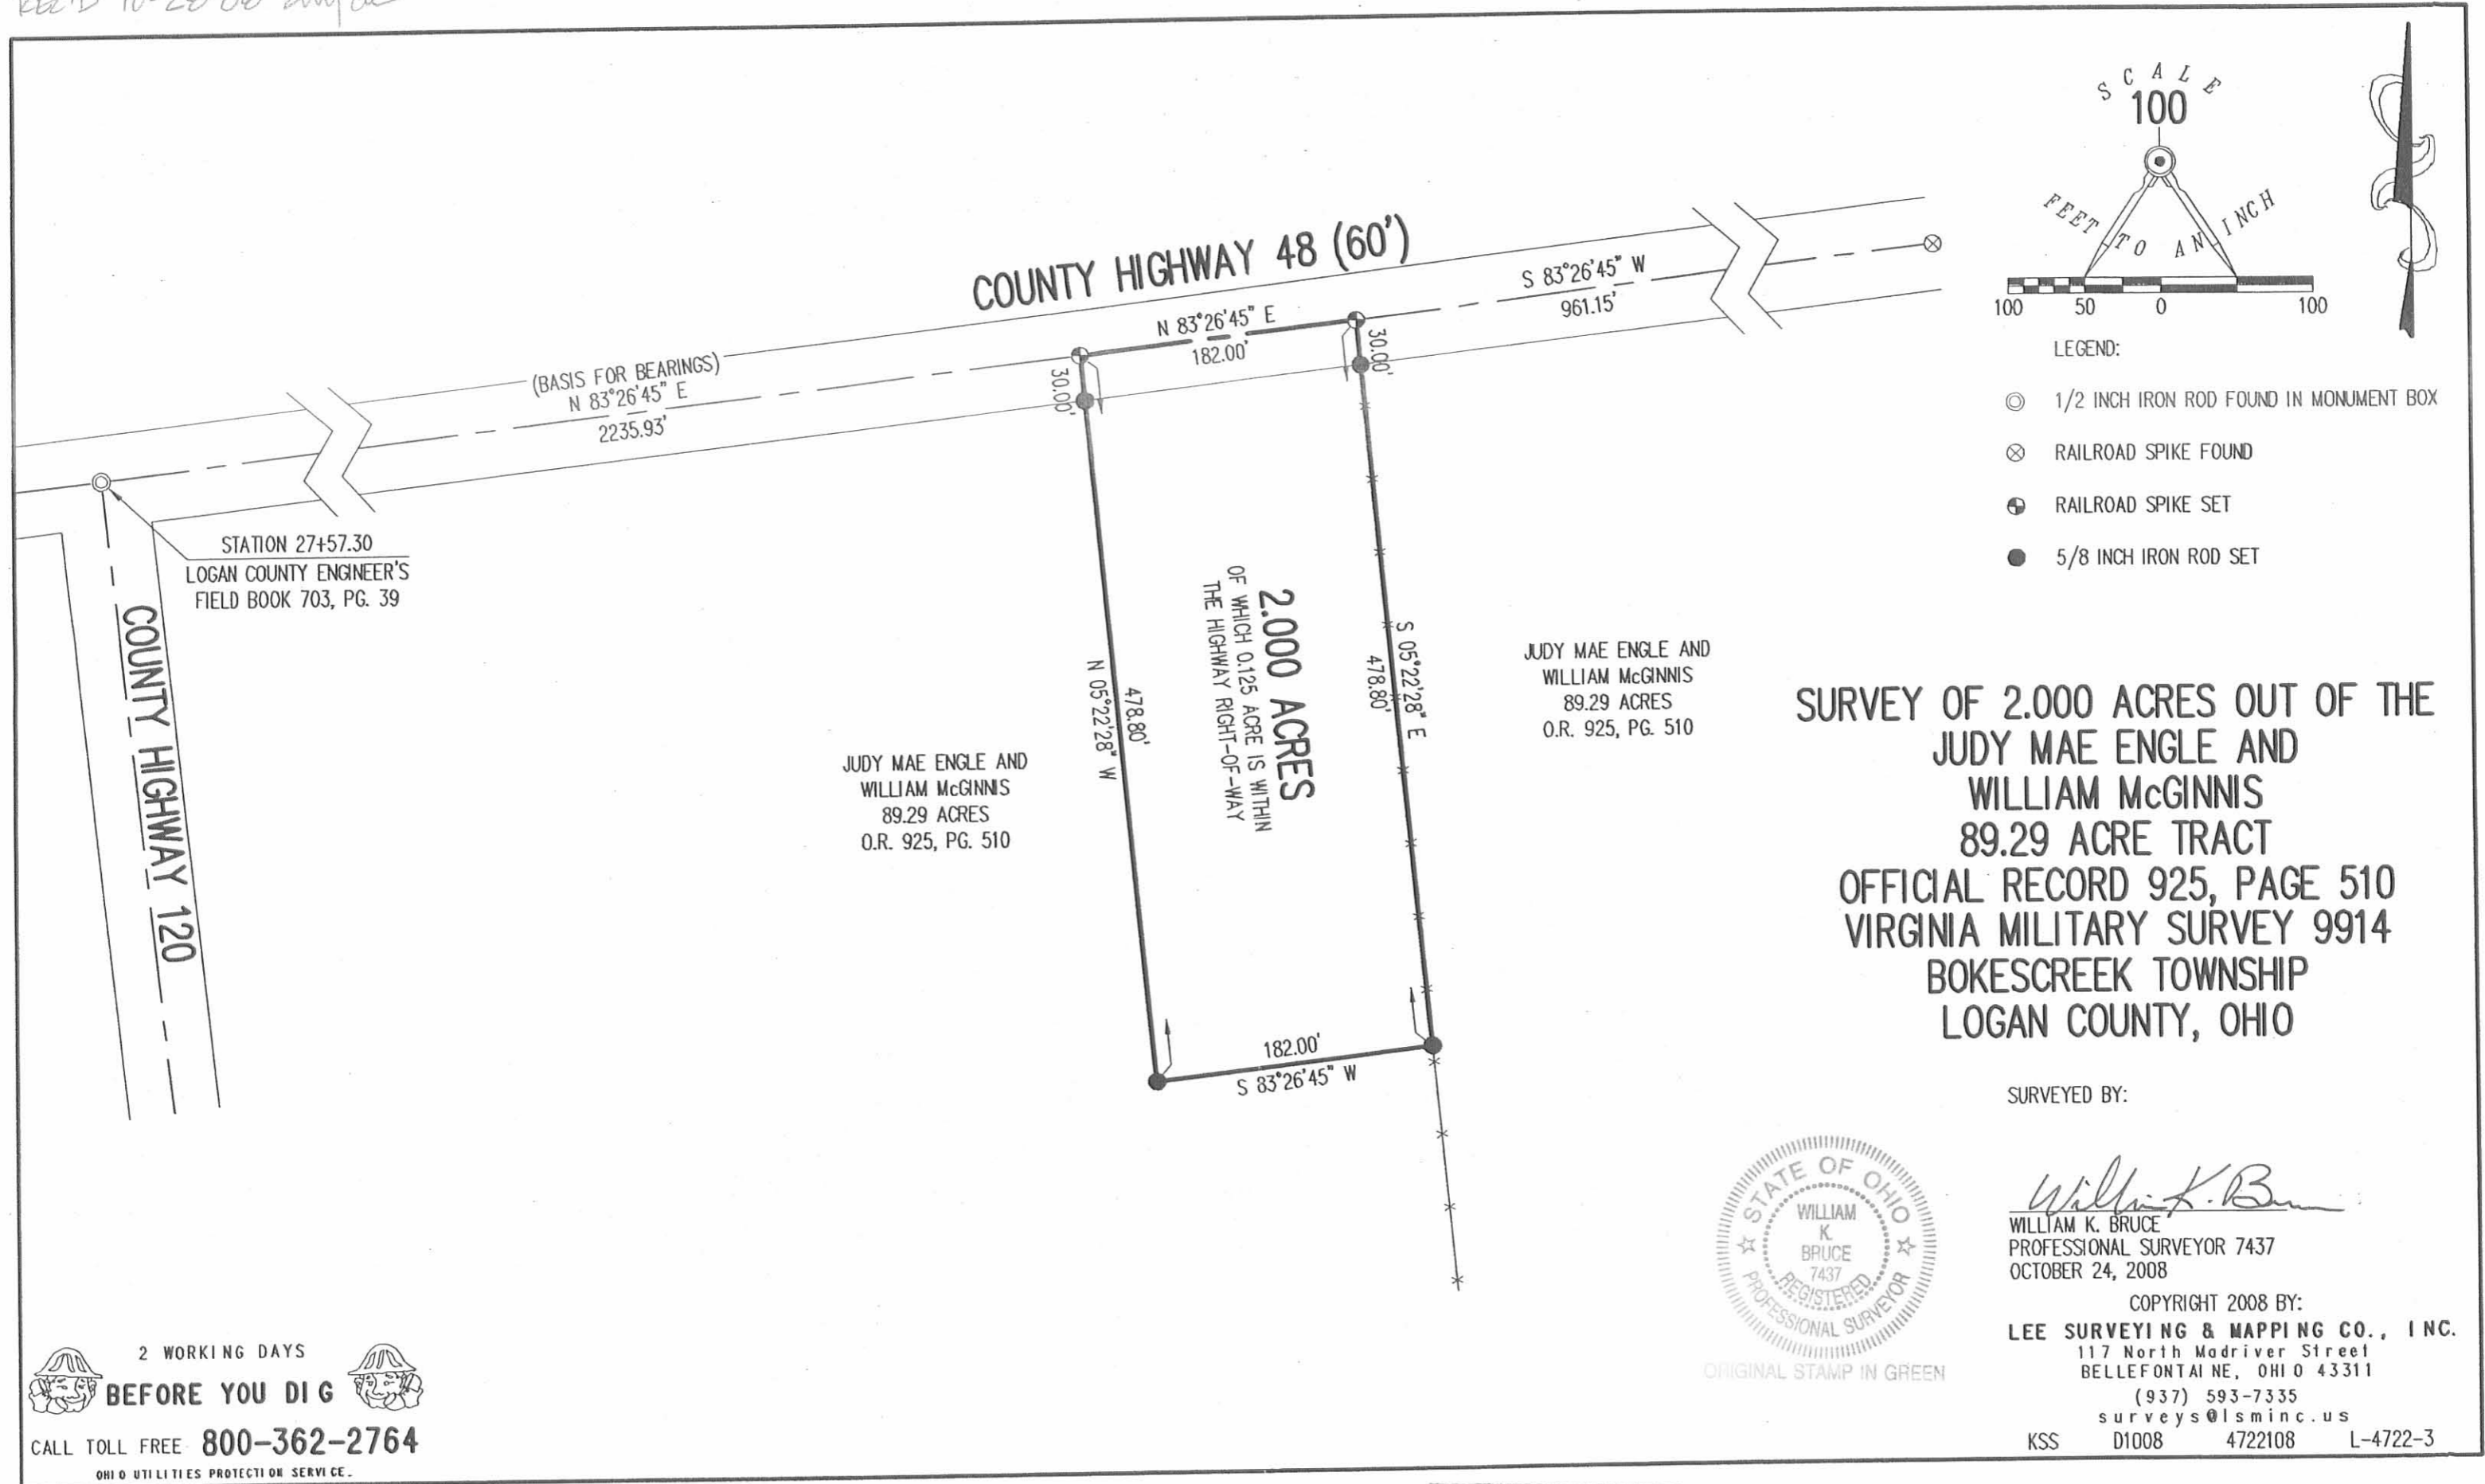 REC'D 10-28-08
SCALE
100
FEET TO AN INCH
100 50 0 100
LEGEND:
1/2 INCH IRON ROD FOUND IN MONUMENT BOX
RAILROAD SPIKE FOUND
RAILROAD SPIKE SET
5/8 INCH IRON ROD SET
COUNTY HIGHWAY 48 (60')
S 83°26'45" W
961.15'
N 83°26'45" E
182.00'
30.00'
30.00'
(BASIS FOR BEARINGS)
N 83°26'45" E
2235.93'
STATION 27+57.30
LOGAN COUNTY ENGINEER'S
FIELD BOOK 703, PG. 39
COUNTY HIGHWAY 120
2.000 ACRES
OF WHICH 0.125 ACRE IS WITHIN
THE HIGHWAY RIGHT-OF-WAY
S 05°22'28" E
478.80'
478.80'
N 05°22'28" W
JUDY MAE ENGLE AND
WILLIAM McGINNIS
89.29 ACRES
O.R. 925, PG. 510
JUDY MAE ENGLE AND
WILLIAM McGINNIS
89.29 ACRES
O.R. 925, PG. 510
182.00'
S 83°26'45" W
SURVEY OF 2.000 ACRES OUT OF THE
JUDY MAE ENGLE AND
WILLIAM McGINNIS
89.29 ACRE TRACT
OFFICIAL RECORD 925, PAGE 510
VIRGINIA MILITARY SURVEY 9914
BOKESCREEK TOWNSHIP
LOGAN COUNTY, OHIO
SURVEYED BY:
William K. Bruce
WILLIAM K. BRUCE
PROFESSIONAL SURVEYOR 7437
OCTOBER 24, 2008
STATE OF OHIO
WILLIAM
K.
BRUCE
7437
REGISTERED
PROFESSIONAL SURVEYOR
ORIGINAL STAMP IN GREEN
COPYRIGHT 2008 BY:
LEE SURVEYING & MAPPING CO., INC.
117 North Madriver Street
BELLEFONTAINE, OHIO 43311
(937) 593-7335
surveys@lsminc.us
KSS D1008 4722108 L-4722-3
2 WORKING DAYS
BEFORE YOU DIG
CALL TOLL FREE 800-362-2764
OHIO UTILITIES PROTECTION SERVICE.